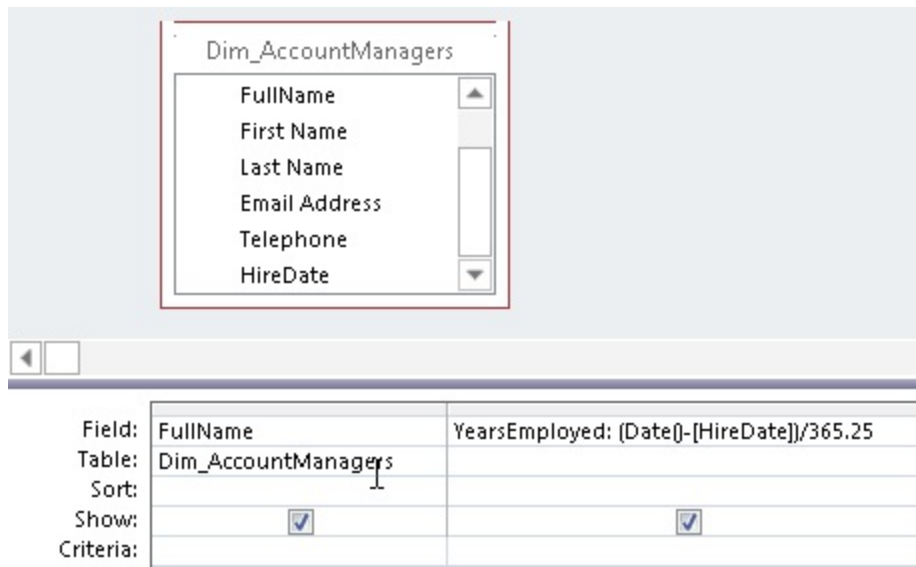 Dim_AccountManagers
FullName
First Name
Last Name
Email Address
Telephone
HireDate
Field: FullName YearsEmployed: (Date()-[HireDate])/365.25
Table: Dim_AccountManagers
Sort:
Show:
Criteria: